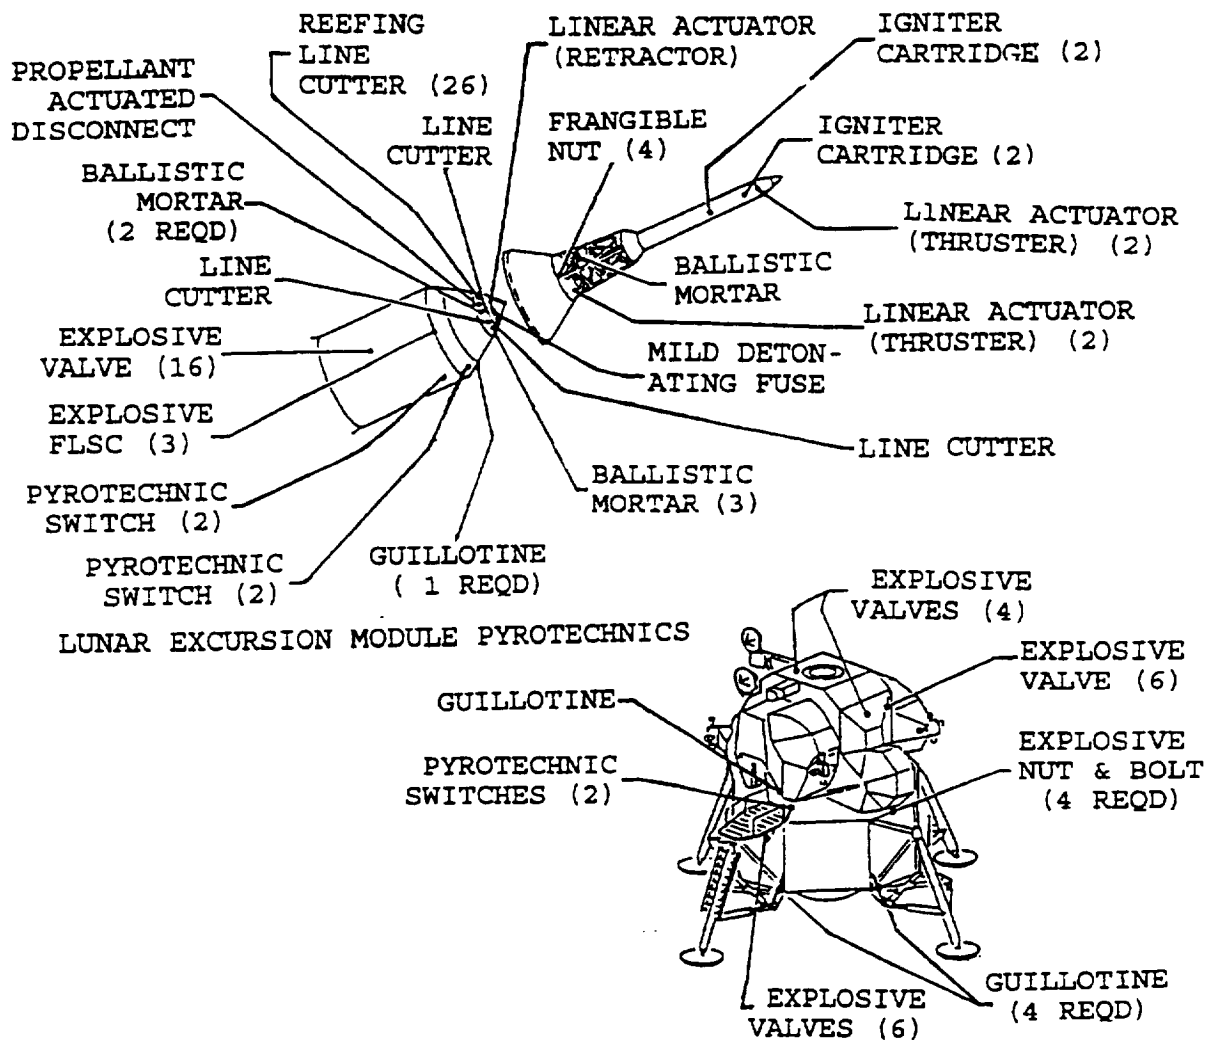 REEFING
LINE
CUTTER (26)
LINEAR ACTUATOR
(RETRACTOR)
IGNITER
CARTRIDGE (2)
PROPELLANT
ACTUATED
DISCONNECT
LINE
CUTTER
FRANGIBLE
NUT (4)
IGNITER
CARTRIDGE (2)
BALLISTIC
MORTAR
(2 REQD)
L1NEAR ACTUATOR
(THRUSTER) (2)
LINE
CUTTER
BALLISTIC
MORTAR
LINEAR ACTUATOR
(THRUSTER) (2)
EXPLOSIVE
VALVE (16)
MILD DETON-
ATING FUSE
EXPLOSIVE
FLSC (3)
LINE CUTTER
PYROTECHNIC
SWITCH (2)
BALLISTIC
MORTAR (3)
PYROTECHNIC
SWITCH (2)
GUILLOTINE
( 1 REQD)
LUNAR EXCURSION MODULE PYROTECHNICS
EXPLOSIVE
VALVES (4)
EXPLOSIVE
VALVE (6)
GUILLOTINE
PYROTECHNIC
SWITCHES (2)
EXPLOSIVE
NUT & BOLT
(4 REQD)
GUILLOTINE
(4 REQD)
EXPLOSIVE
VALVES (6)